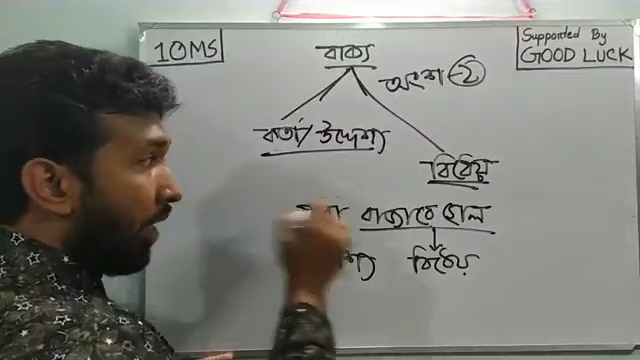 10MS
বাক্য
Supported By
GOOD LUCK
অংশ -২
কর্তা/উদ্দেশ্য
বিধেয়
বাজারে গেল
বিধেয়